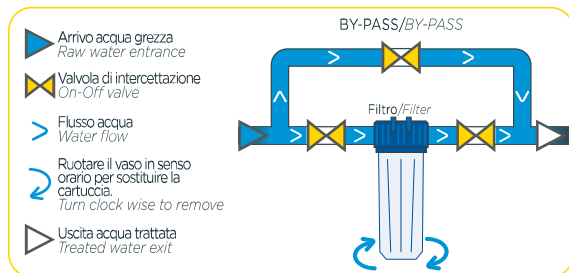 Arrivo acqua grezza
Raw water entrance
Valvola di intercettazione
On-Off valve
Flusso acqua
Water flow
Ruotare il vaso in senso
orario per sostituire la
cartuccia.
Turn clock wise to remove
Uscita acqua trattata
Treated water exit
BY-PASS/BY-PASS
Filtro/Filter